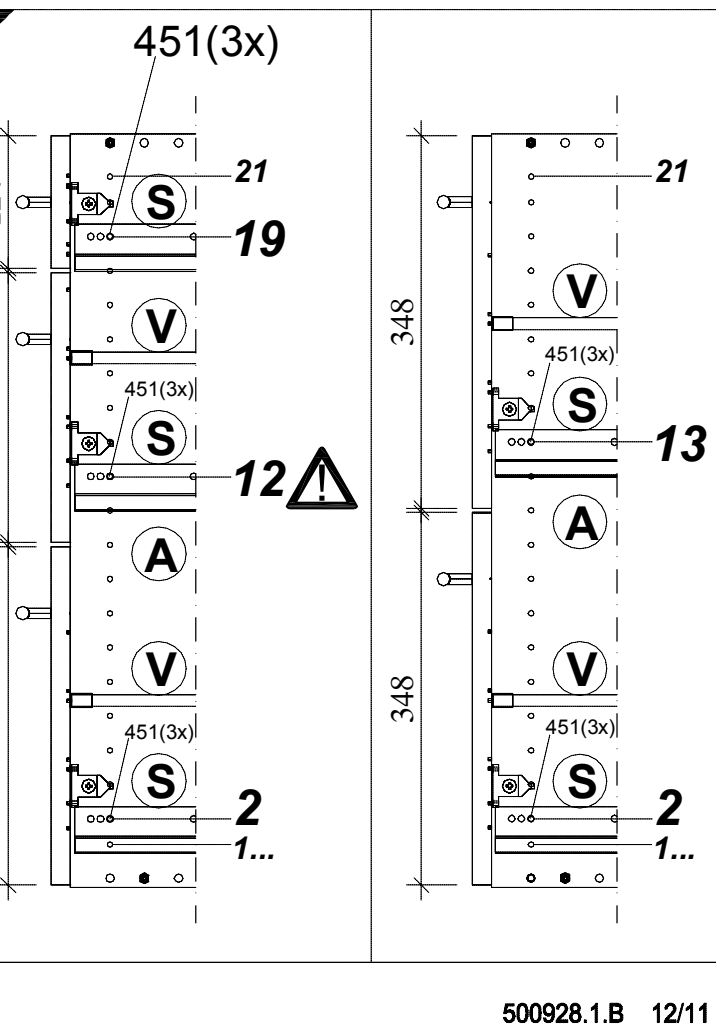 451(3x)
21
S
19
V
451(3x)
S
12
!
A
V
451(3x)
S
2
1...
21
V
348
451(3x)
S
13
A
V
348
451(3x)
S
2
1...
500928.1.B 12/11